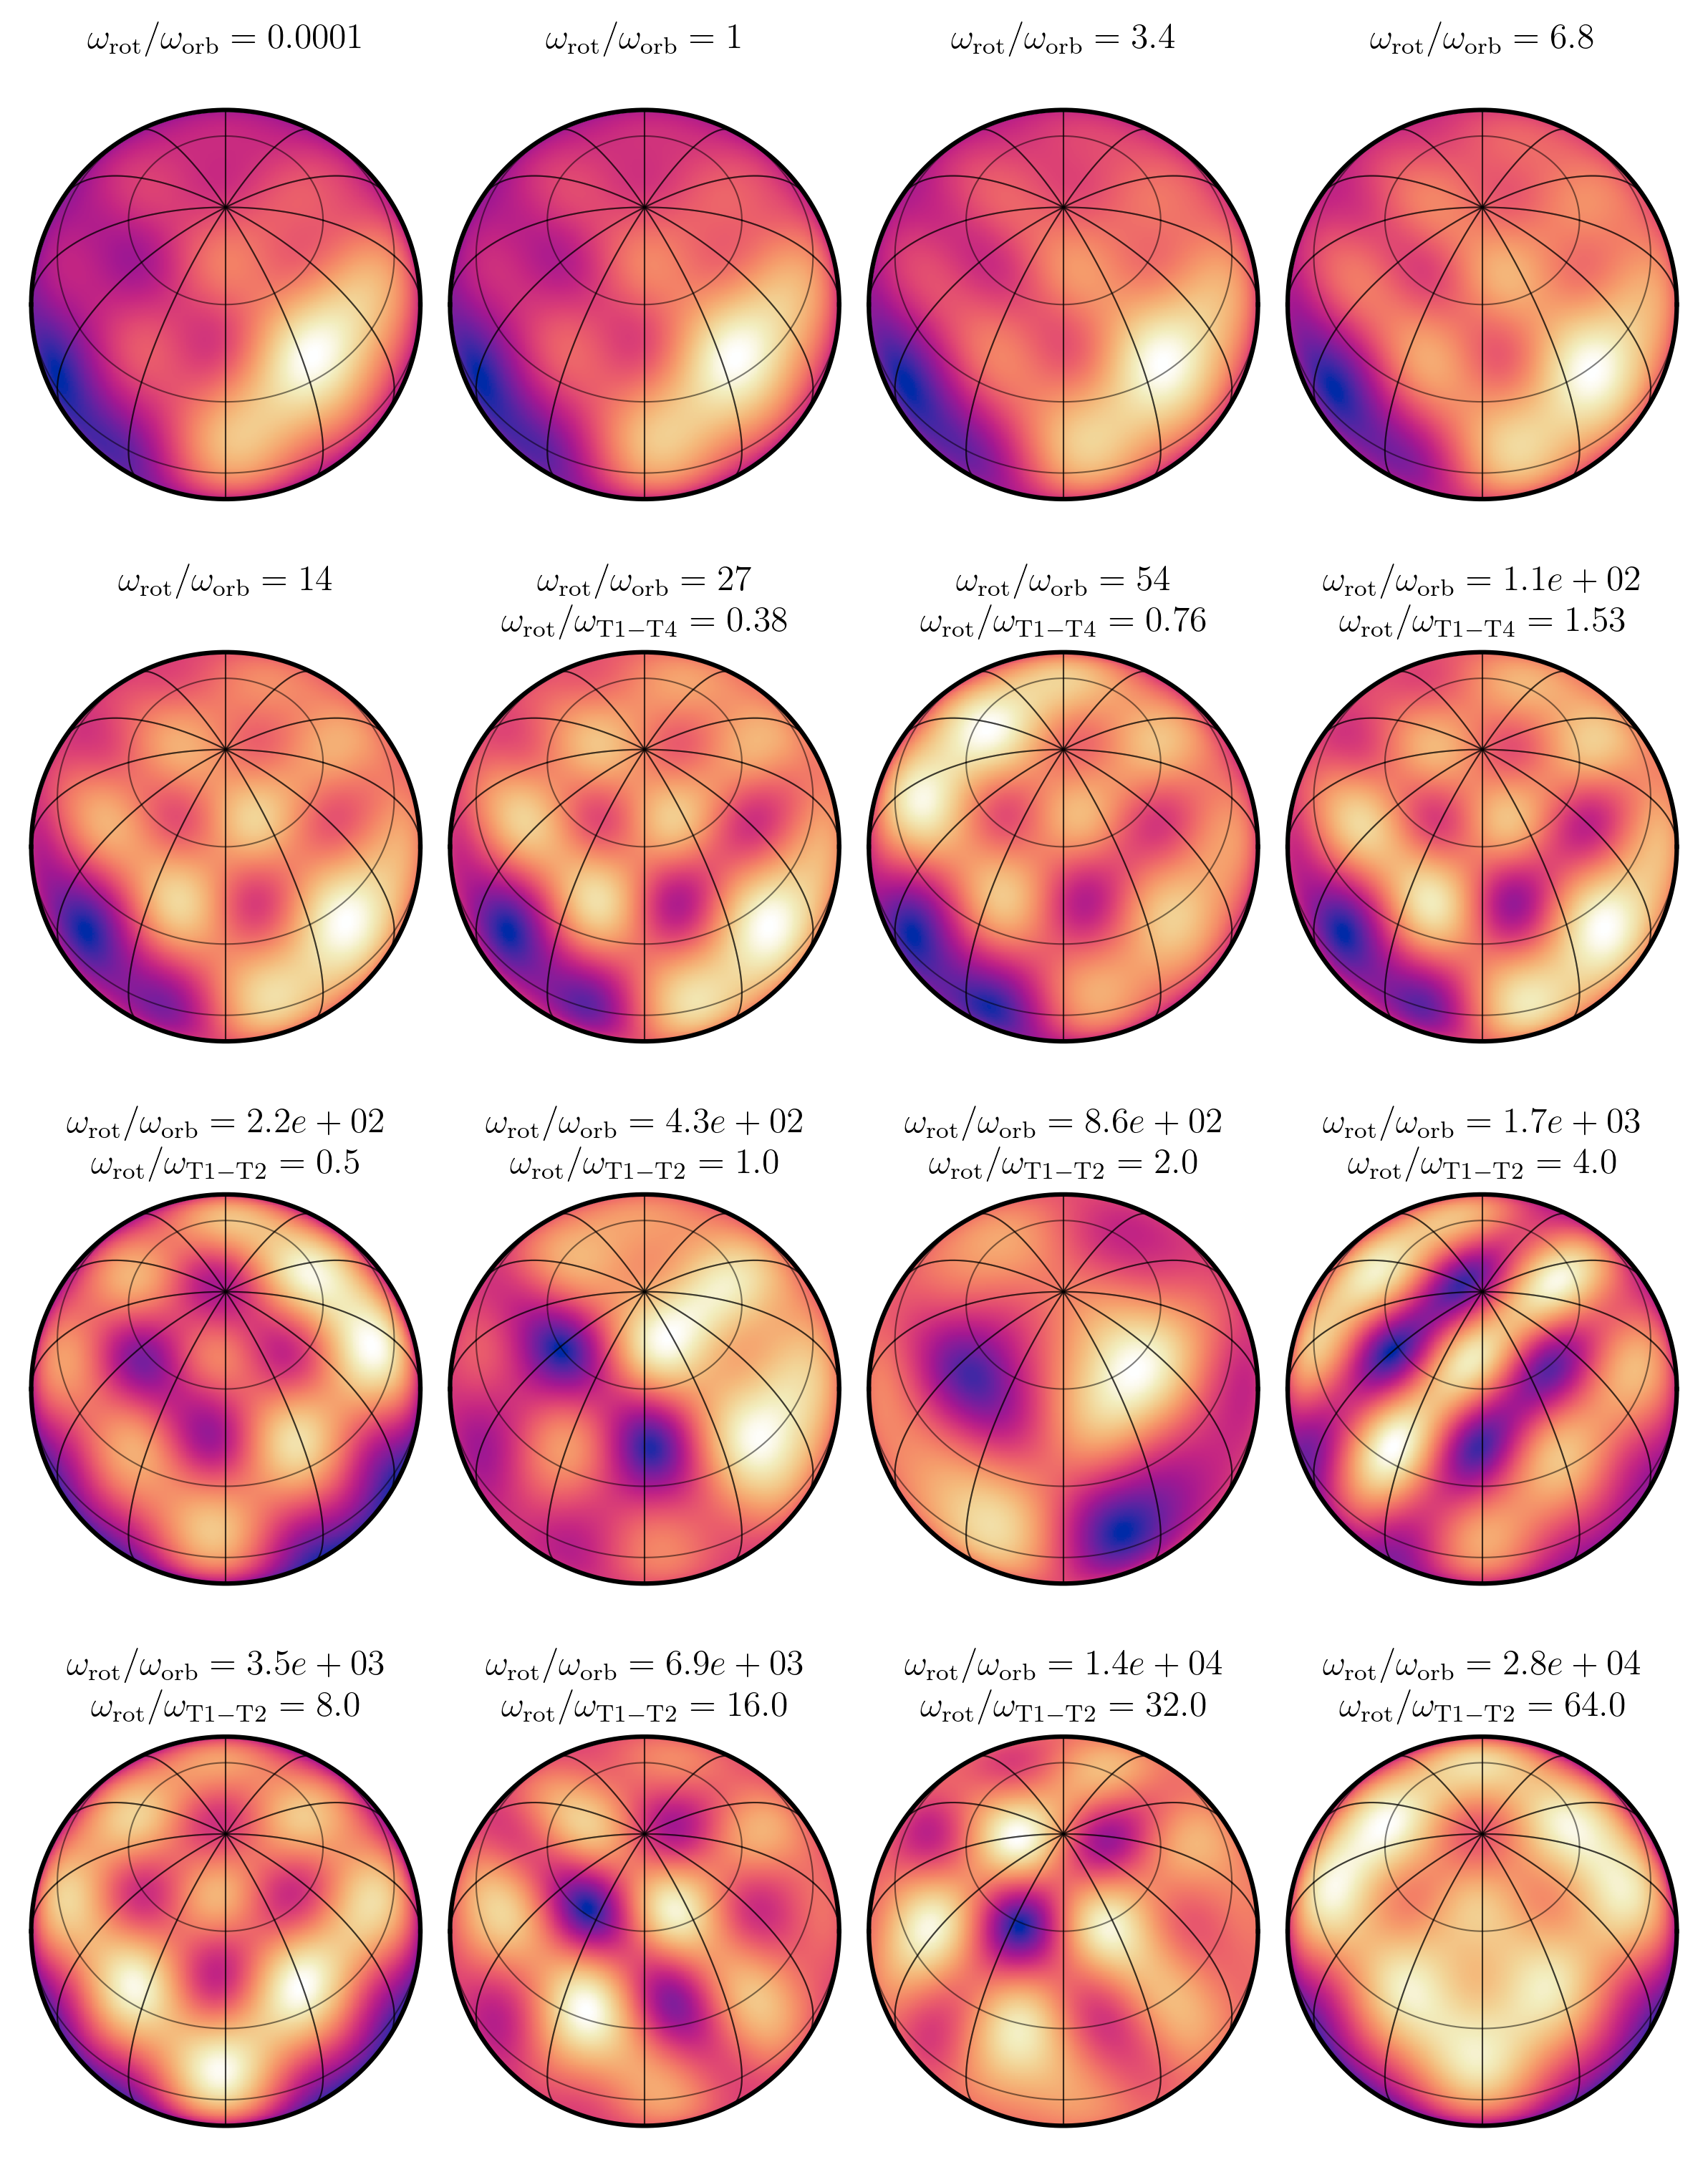 ω_rot/ω_orb = 0.0001
ω_rot/ω_orb = 1
ω_rot/ω_orb = 3.4
ω_rot/ω_orb = 6.8
ω_rot/ω_orb = 14
ω_rot/ω_orb = 27
ω_rot/ω_T1−T4 = 0.38
ω_rot/ω_orb = 54
ω_rot/ω_T1−T4 = 0.76
ω_rot/ω_orb = 1.1e + 02
ω_rot/ω_T1−T4 = 1.53
ω_rot/ω_orb = 2.2e + 02
ω_rot/ω_T1−T2 = 0.5
ω_rot/ω_orb = 4.3e + 02
ω_rot/ω_T1−T2 = 1.0
ω_rot/ω_orb = 8.6e + 02
ω_rot/ω_T1−T2 = 2.0
ω_rot/ω_orb = 1.7e + 03
ω_rot/ω_T1−T2 = 4.0
ω_rot/ω_orb = 3.5e + 03
ω_rot/ω_T1−T2 = 8.0
ω_rot/ω_orb = 6.9e + 03
ω_rot/ω_T1−T2 = 16.0
ω_rot/ω_orb = 1.4e + 04
ω_rot/ω_T1−T2 = 32.0
ω_rot/ω_orb = 2.8e + 04
ω_rot/ω_T1−T2 = 64.0